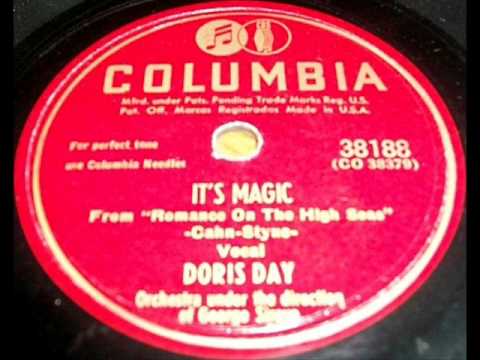 COLUMBIA
Mfrd. under Pats. Pending Trade Marks Reg. U.S.
Pat. Off. Marcas Registradas Made in U.S.A.
For perfect tone
use Columbia Needles
38188
(CO 38379)
IT'S MAGIC
From "Romance On The High Seas"
-Cahn-Styne-
Vocal
DORIS DAY
Orchestra under the direction
of George Siravo